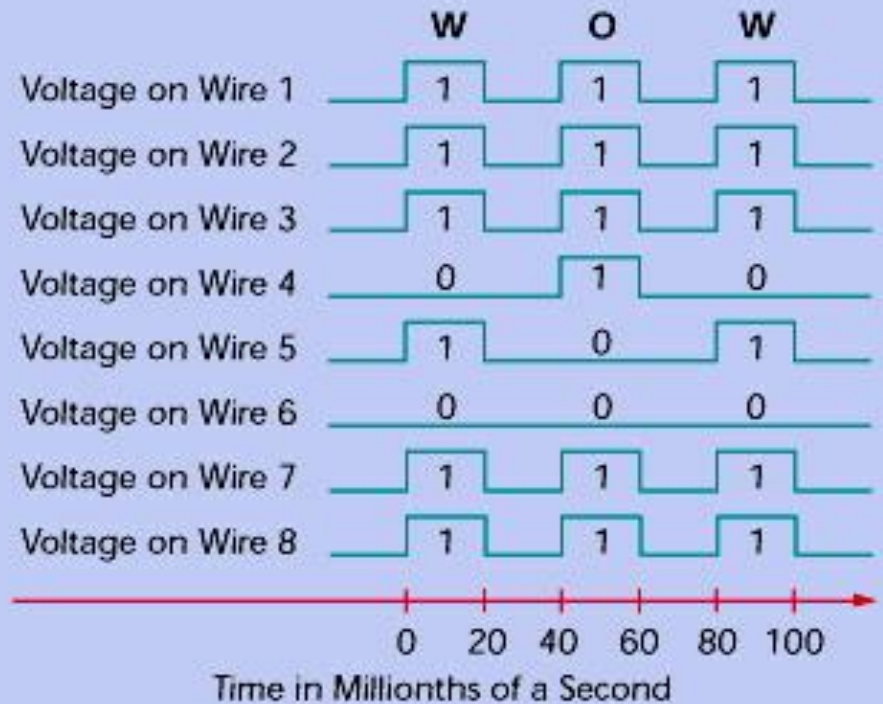 W O W
Voltage on Wire 1 1 1 1
Voltage on Wire 2 1 1 1
Voltage on Wire 3 1 1 1
Voltage on Wire 4 0 1 0
Voltage on Wire 5 1 0 1
Voltage on Wire 6 0 0 0
Voltage on Wire 7 1 1 1
Voltage on Wire 8 1 1 1
0 20 40 60 80 100
Time in Millionths of a Second